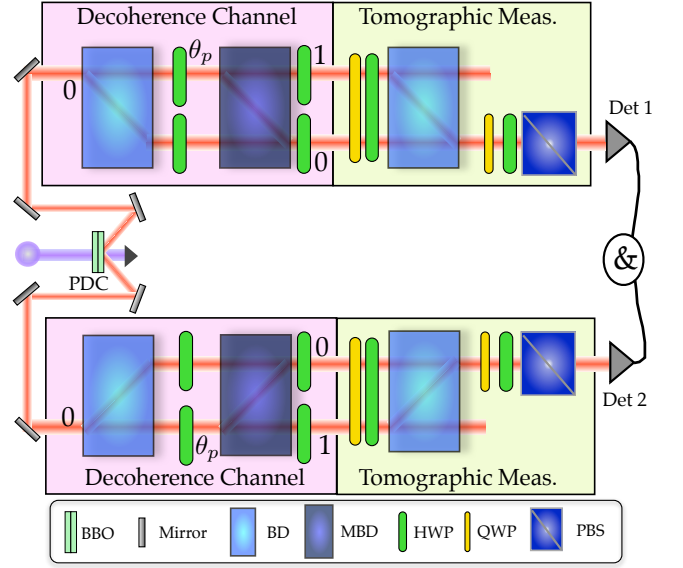 Decoherence Channel
Tomographic Meas.
θp
1
0
0
Det 1
&
PDC
0
0
θp
1
Det 2
Decoherence Channel
Tomographic Meas.
BBO
Mirror
BD
MBD
HWP
QWP
PBS